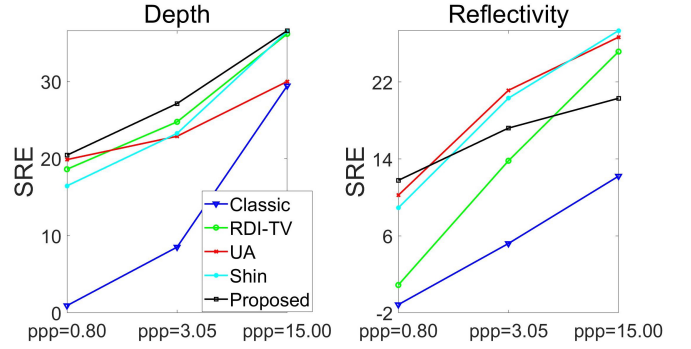 Depth
SRE
30
20
10
0
ppp=0.80 ppp=3.05 ppp=15.00
Classic
RDI-TV
UA
Shin
Proposed
Reflectivity
SRE
22
14
6
-2
ppp=0.80 ppp=3.05 ppp=15.00